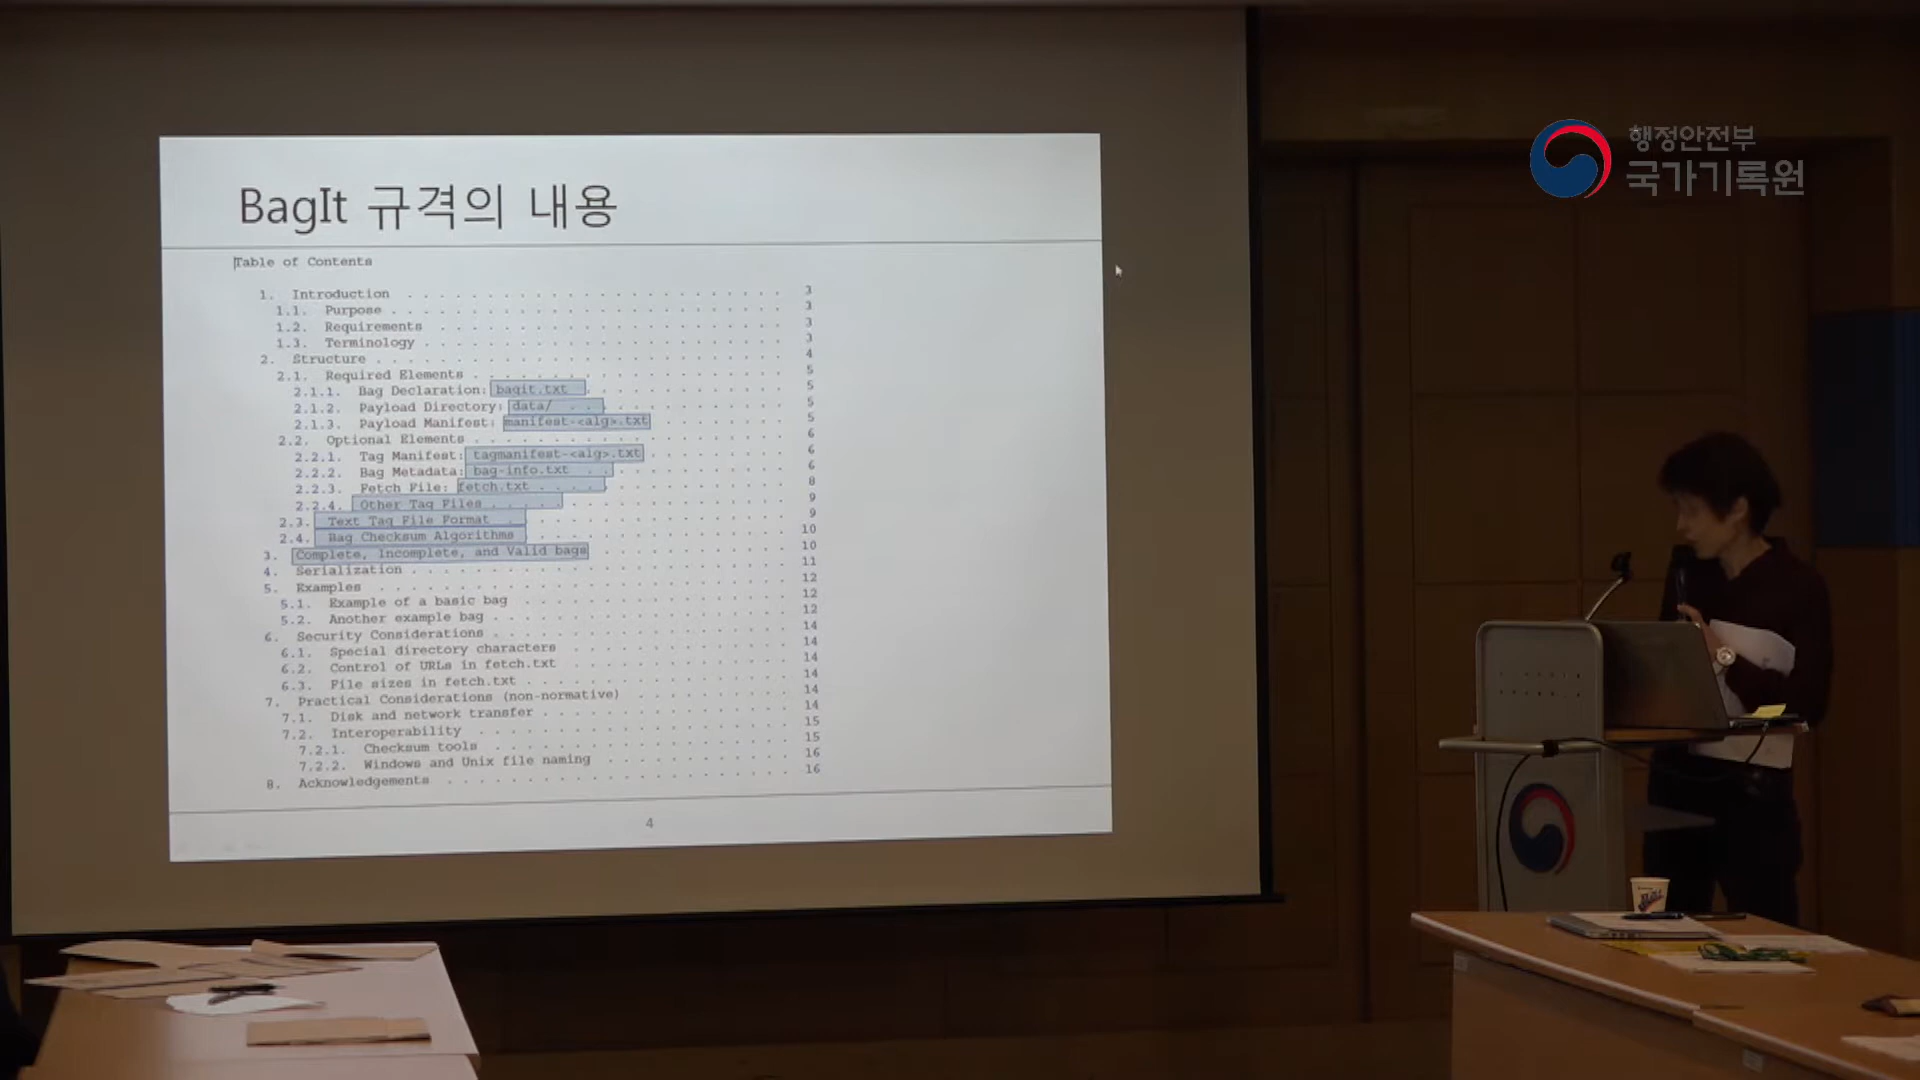 행정안전부
국가기록원
BagIt 규격의 내용
Table of Contents
1. Introduction . . . . . . . . . . . . . . . . . . . . . . . 3
1.1. Purpose . . . . . . . . . . . . . . . . . . . . . . . . 3
1.2. Requirements . . . . . . . . . . . . . . . . . . . . . 3
1.3. Terminology . . . . . . . . . . . . . . . . . . . . . . 3
2. Structure . . . . . . . . . . . . . . . . . . . . . . . . 4
2.1. Required Elements . . . . . . . . . . . . . . . . . . . 5
2.1.1. Bag Declaration: bagit.txt . . . . . . . . . . . . . 5
2.1.2. Payload Directory: data/ . . . . . . . . . . . . . . 5
2.1.3. Payload Manifest: manifest-<alg>.txt . . . . . . . . 5
2.2. Optional Elements . . . . . . . . . . . . . . . . . . . 6
2.2.1. Tag Manifest: tagmanifest-<alg>.txt . . . . . . . . 6
2.2.2. Bag Metadata: bag-info.txt . . . . . . . . . . . . . 6
2.2.3. Fetch File: fetch.txt . . . . . . . . . . . . . . . 8
2.2.4. Other Tag Files . . . . . . . . . . . . . . . . . . 9
2.3. Text Tag File Format . . . . . . . . . . . . . . . . . 9
2.4. Bag Checksum Algorithms . . . . . . . . . . . . . . . . 10
3. Complete, Incomplete, and Valid bags . . . . . . . . . . . 10
4. Serialization . . . . . . . . . . . . . . . . . . . . . . 11
5. Examples . . . . . . . . . . . . . . . . . . . . . . . . . 12
5.1. Example of a basic bag . . . . . . . . . . . . . . . . 12
5.2. Another example bag . . . . . . . . . . . . . . . . . . 12
6. Security Considerations . . . . . . . . . . . . . . . . . 14
6.1. Special directory characters . . . . . . . . . . . . . 14
6.2. Control of URLs in fetch.txt . . . . . . . . . . . . . 14
6.3. File sizes in fetch.txt . . . . . . . . . . . . . . . . 14
7. Practical Considerations (non-normative) . . . . . . . . . 14
7.1. Disk and network transfer . . . . . . . . . . . . . . . 14
7.2. Interoperability . . . . . . . . . . . . . . . . . . . 15
7.2.1. Checksum tools . . . . . . . . . . . . . . . . . . . 15
7.2.2. Windows and Unix file naming . . . . . . . . . . . . 16
8. Acknowledgements . . . . . . . . . . . . . . . . . . . . . 16
4